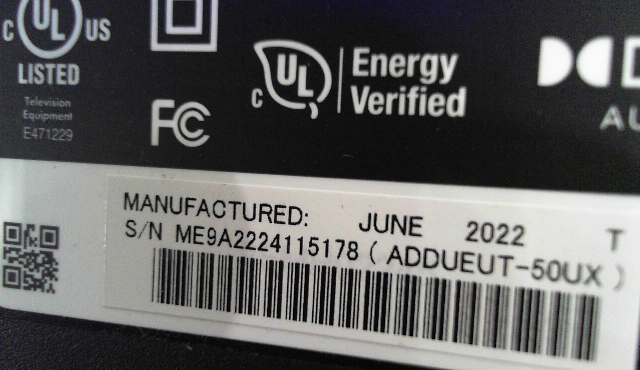 C UL US
LISTED
Television
Equipment
E471229
FC
C UL Energy
Verified
AU
MANUFACTURED: JUNE 2022 T
S/N ME9A2224115178 ( ADDUEUT-50UX )